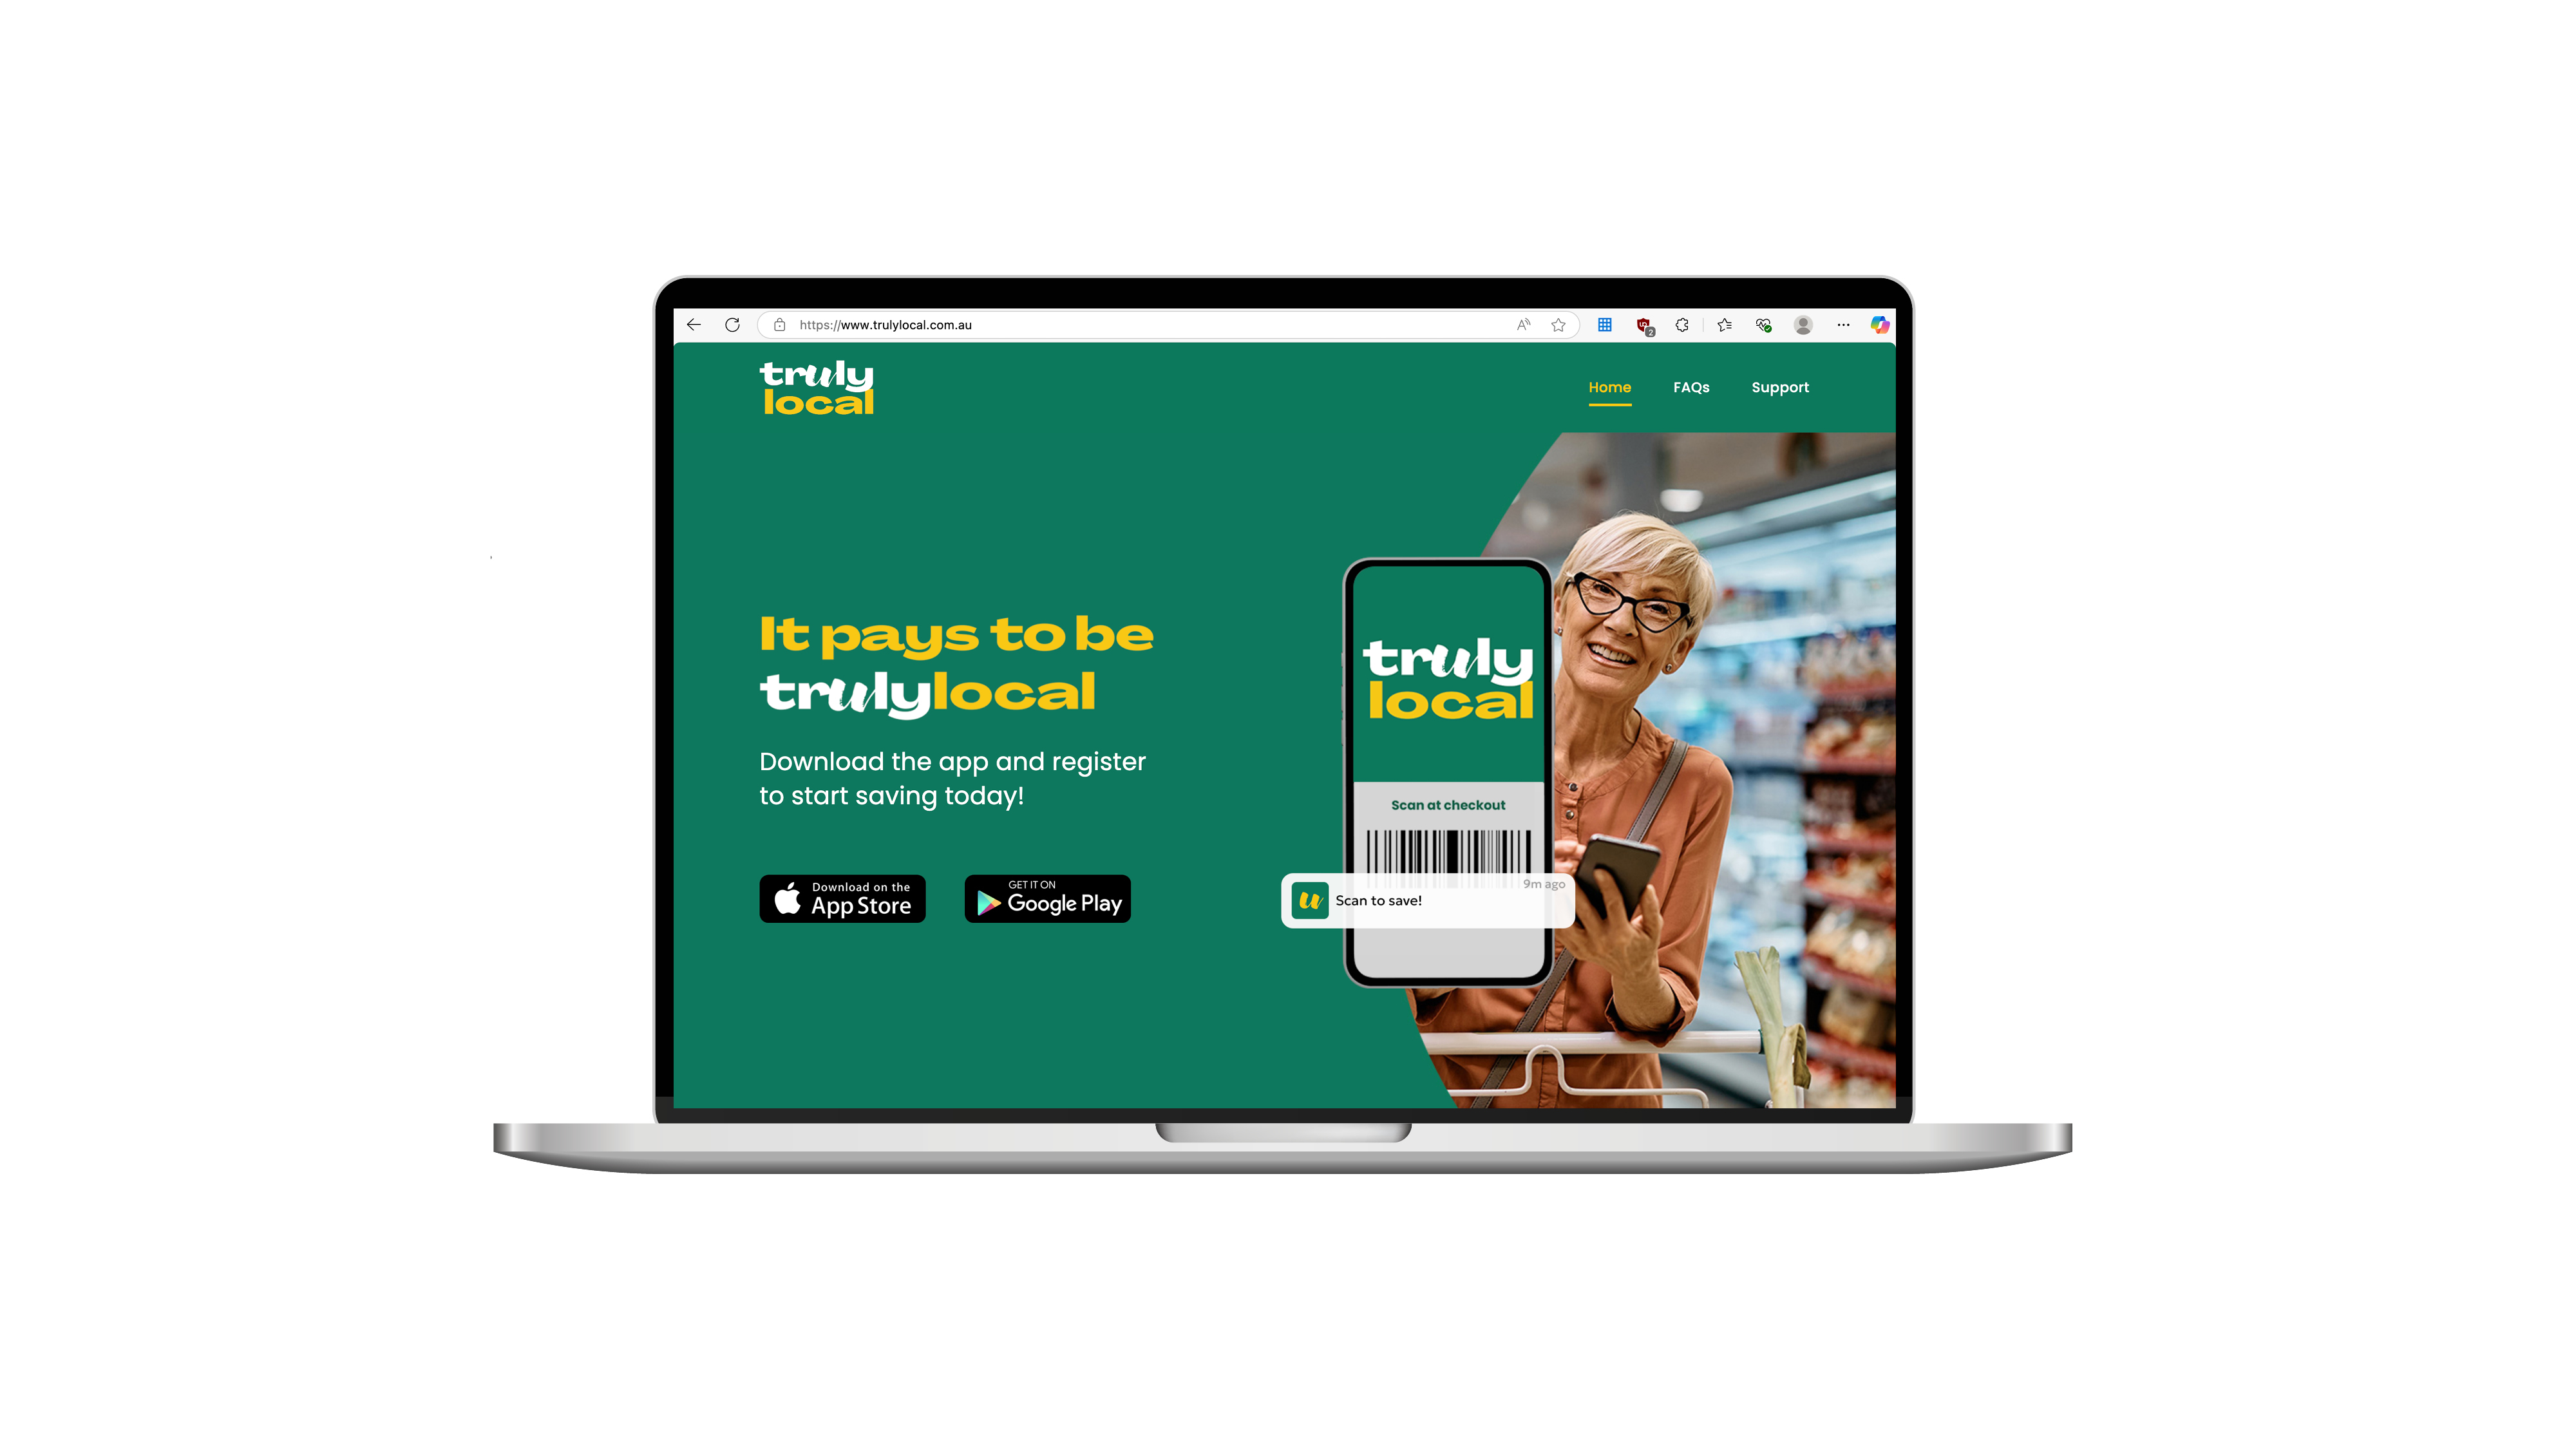 https://www.trulylocal.com.au
2
truly
local
Home FAQs Support
It pays to be
trulylocal
Download the app and register
to start saving today!
Download on the
App Store
GET IT ON
Google Play
truly
local
Scan at checkout
9m ago
u Scan to save!